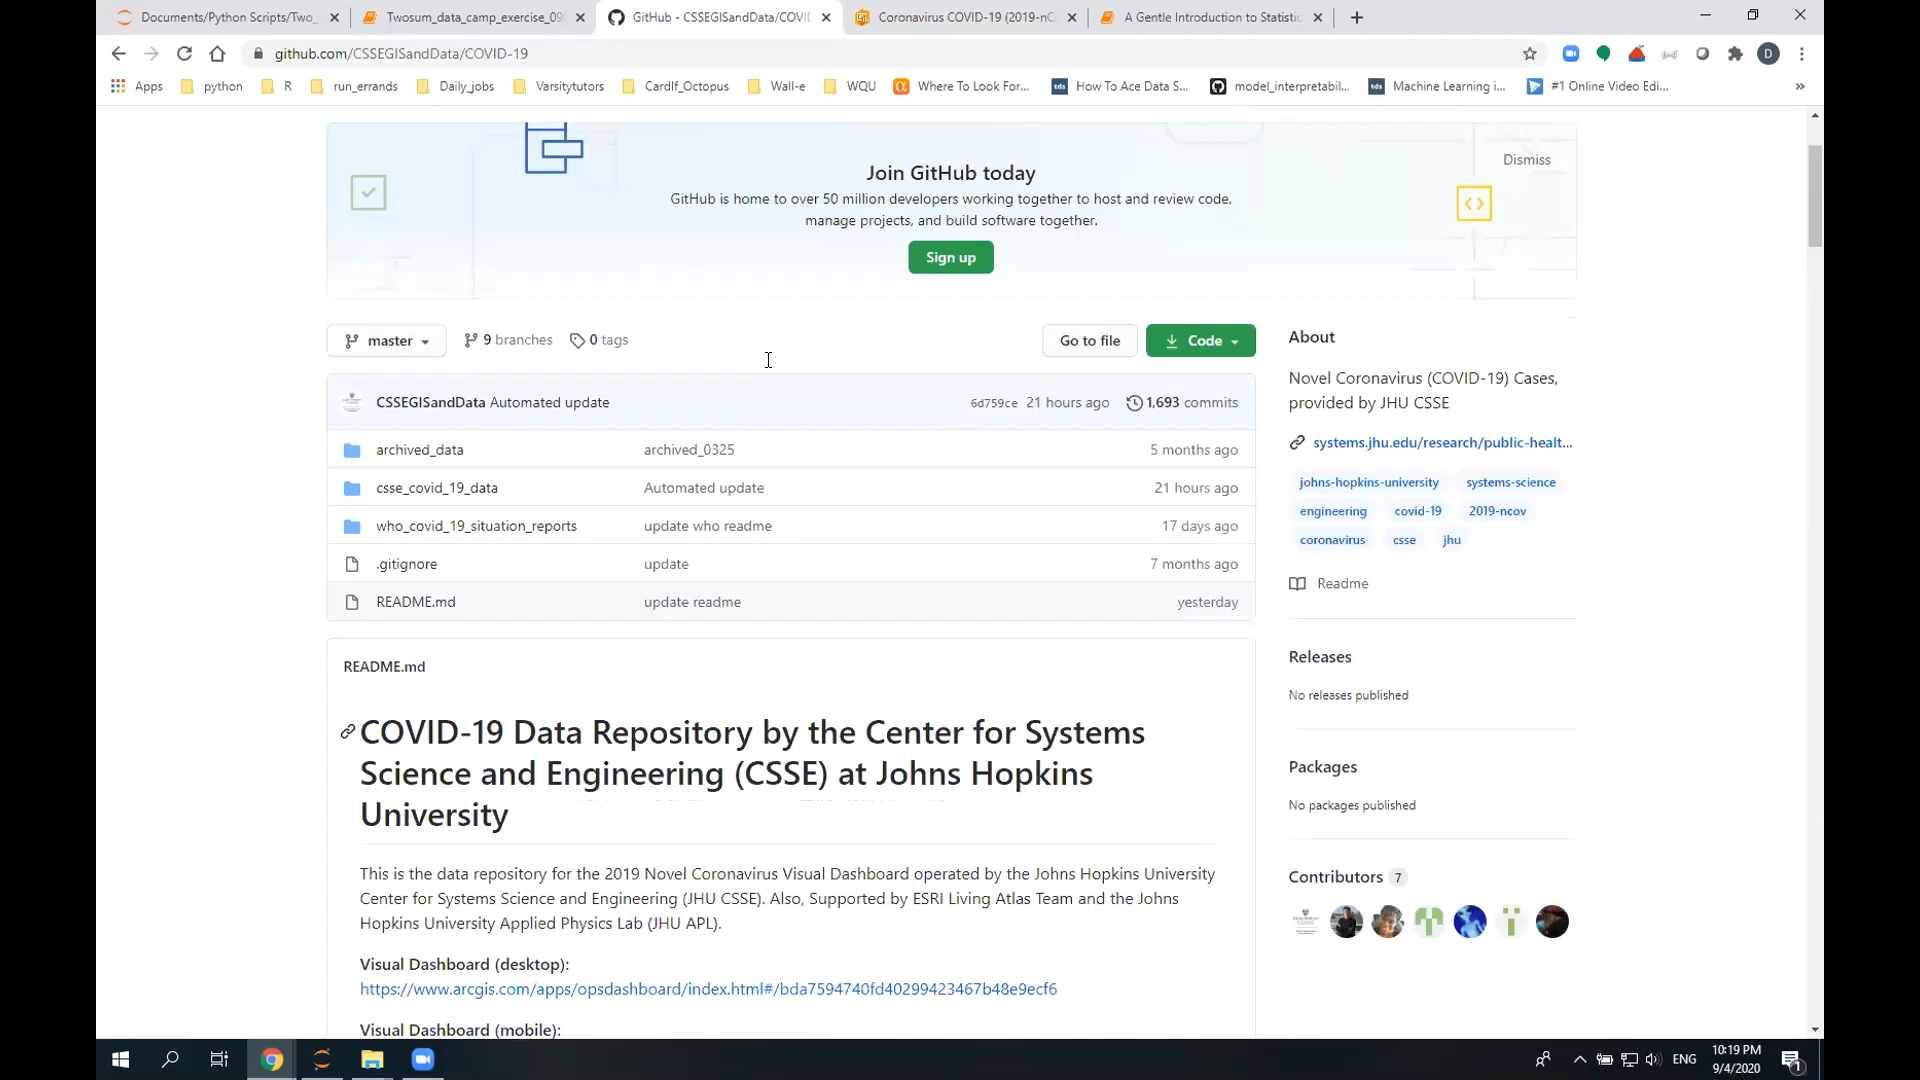 Documents/Python Scripts/Two_
Twosum_data_camp_exercise_09
GitHub - CSSEGISandData/COVI
Coronavirus COVID-19 (2019-nC
A Gentle Introduction to Statistic
github.com/CSSEGISandData/COVID-19
D
Apps python R run_errands Daily_jobs Varsitytutors CardIf_Octopus Wall-e WQU Where To Look For... tds How To Ace Data S... model_interpretabil... tds Machine Learning i... #1 Online Video Edi... »
Join GitHub today
Dismiss
GitHub is home to over 50 million developers working together to host and review code,
manage projects, and build software together.
Sign up
master 9 branches 0 tags Go to file Code
CSSEGISandData Automated update 6d759ce 21 hours ago 1,693 commits
archived_data archived_0325 5 months ago
csse_covid_19_data Automated update 21 hours ago
who_covid_19_situation_reports update who readme 17 days ago
.gitignore update 7 months ago
README.md update readme yesterday
README.md
COVID-19 Data Repository by the Center for Systems
Science and Engineering (CSSE) at Johns Hopkins
University
This is the data repository for the 2019 Novel Coronavirus Visual Dashboard operated by the Johns Hopkins University
Center for Systems Science and Engineering (JHU CSSE). Also, Supported by ESRI Living Atlas Team and the Johns
Hopkins University Applied Physics Lab (JHU APL).
Visual Dashboard (desktop):
https://www.arcgis.com/apps/opsdashboard/index.html#/bda7594740fd40299423467b48e9ecf6
Visual Dashboard (mobile):
About
Novel Coronavirus (COVID-19) Cases,
provided by JHU CSSE
systems.jhu.edu/research/public-healt...
johns-hopkins-university systems-science
engineering covid-19 2019-ncov
coronavirus csse jhu
Readme
Releases
No releases published
Packages
No packages published
Contributors 7
ENG
10:19 PM
9/4/2020
1